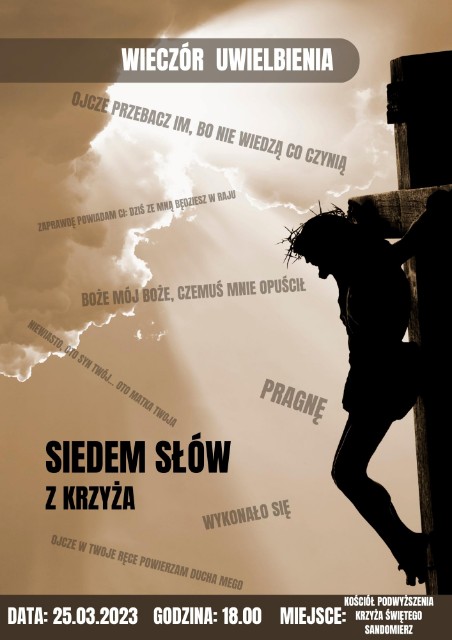 WIECZÓR UWIELBIENIA
OJCZE PRZEBACZ IM, BO NIE WIEDZĄ CO CZYNIĄ
ZAPRAWDĘ POWIADAM CI: DZIŚ ZE MNĄ BĘDZIESZ W RAJU
BOŻE MÓJ BOŻE, CZEMUŚ MNIE OPUŚCIŁ
NIEWIASTO, OTO SYN TWÓJ... OTO MATKA TWOJA
PRAGNĘ
SIEDEM SŁÓW
Z KRZYŻA
WYKONAŁO SIĘ
OJCZE W TWOJE RĘCE POWIERZAM DUCHA MEGO
DATA: 25.03.2023 GODZINA: 18.00 MIEJSCE:
KOŚCIÓŁ PODWYŻSZENIA
KRZYŻA ŚWIĘTEGO
SANDOMIERZ